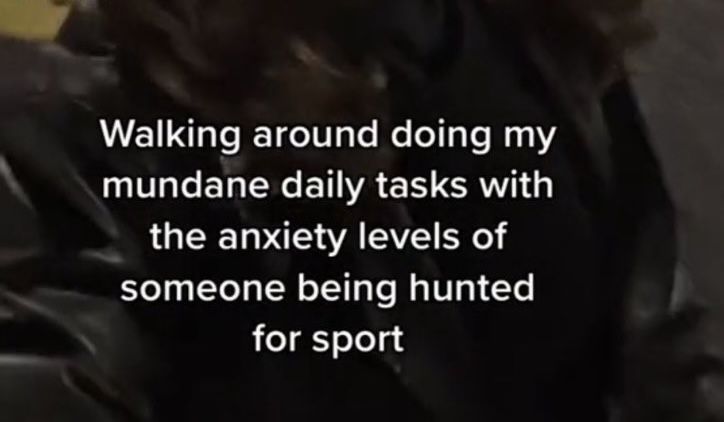 Walking around doing my
mundane daily tasks with
the anxiety levels of
someone being hunted
for sport